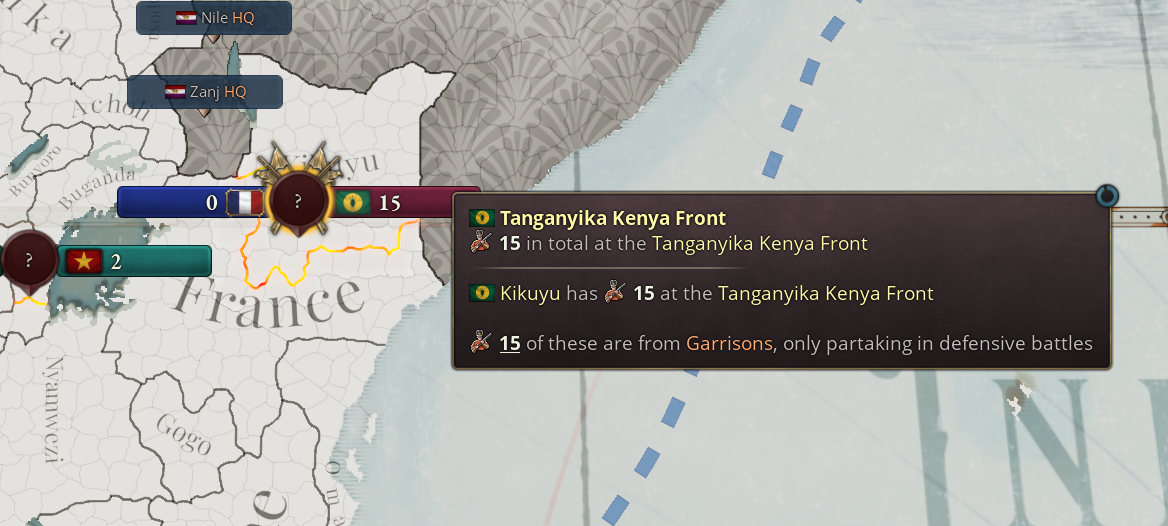 Nile HQ
Zanj HQ
Acholi
Bunyoro
Buganda
0
?
15
Tanganyika Kenya Front
15 in total at the Tanganyika Kenya Front
?
2
Kikuyu has 15 at the Tanganyika Kenya Front
France
15 of these are from Garrisons, only partaking in defensive battles
Nyamwezi
Gogo